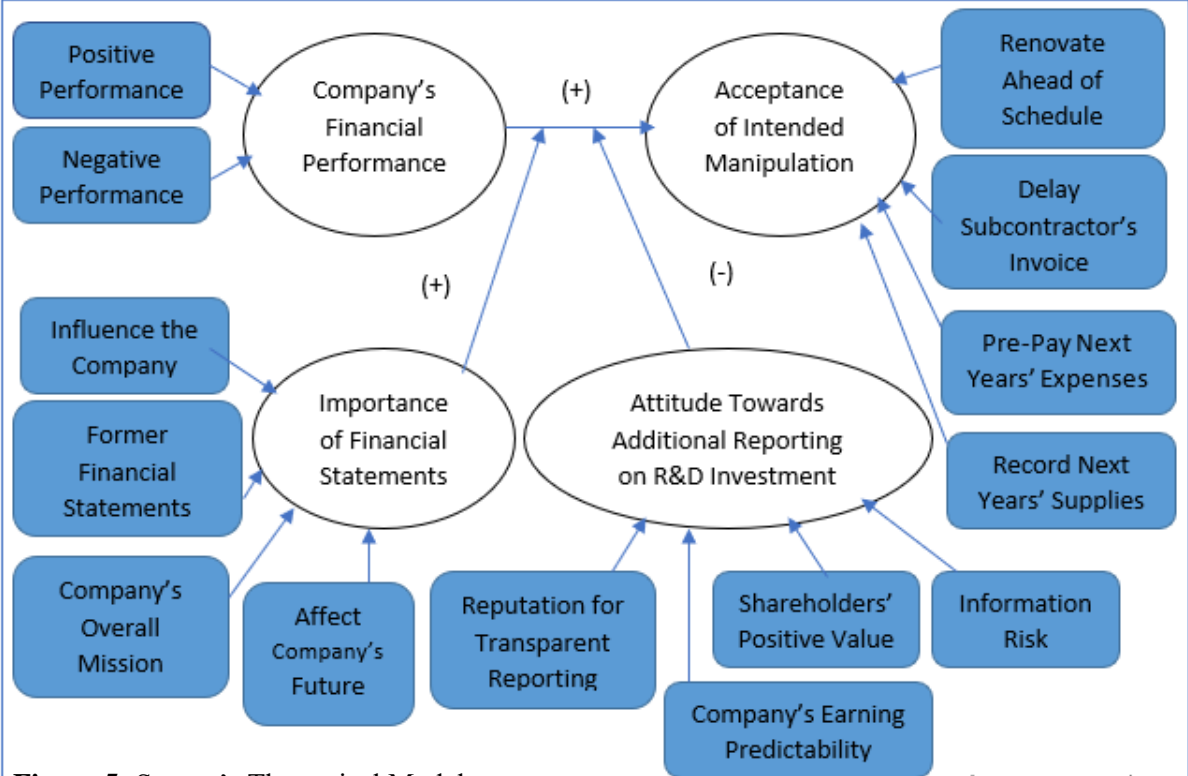 Positive
Performance
Negative
Performance
Company's
Financial
Performance
(+)
Acceptance
of Intended
Manipulation
Renovate
Ahead of
Schedule
Delay
Subcontractor's
Invoice
Pre-Pay Next
Years' Expenses
Record Next
Years' Supplies
(+)
(-)
Influence the
Company
Former
Financial
Statements
Company's
Overall
Mission
Affect
Company's
Future
Importance
of Financial
Statements
Attitude Towards
Additional Reporting
on R&D Investment
Reputation for
Transparent
Reporting
Company's Earning
Predictability
Shareholders'
Positive Value
Information
Risk